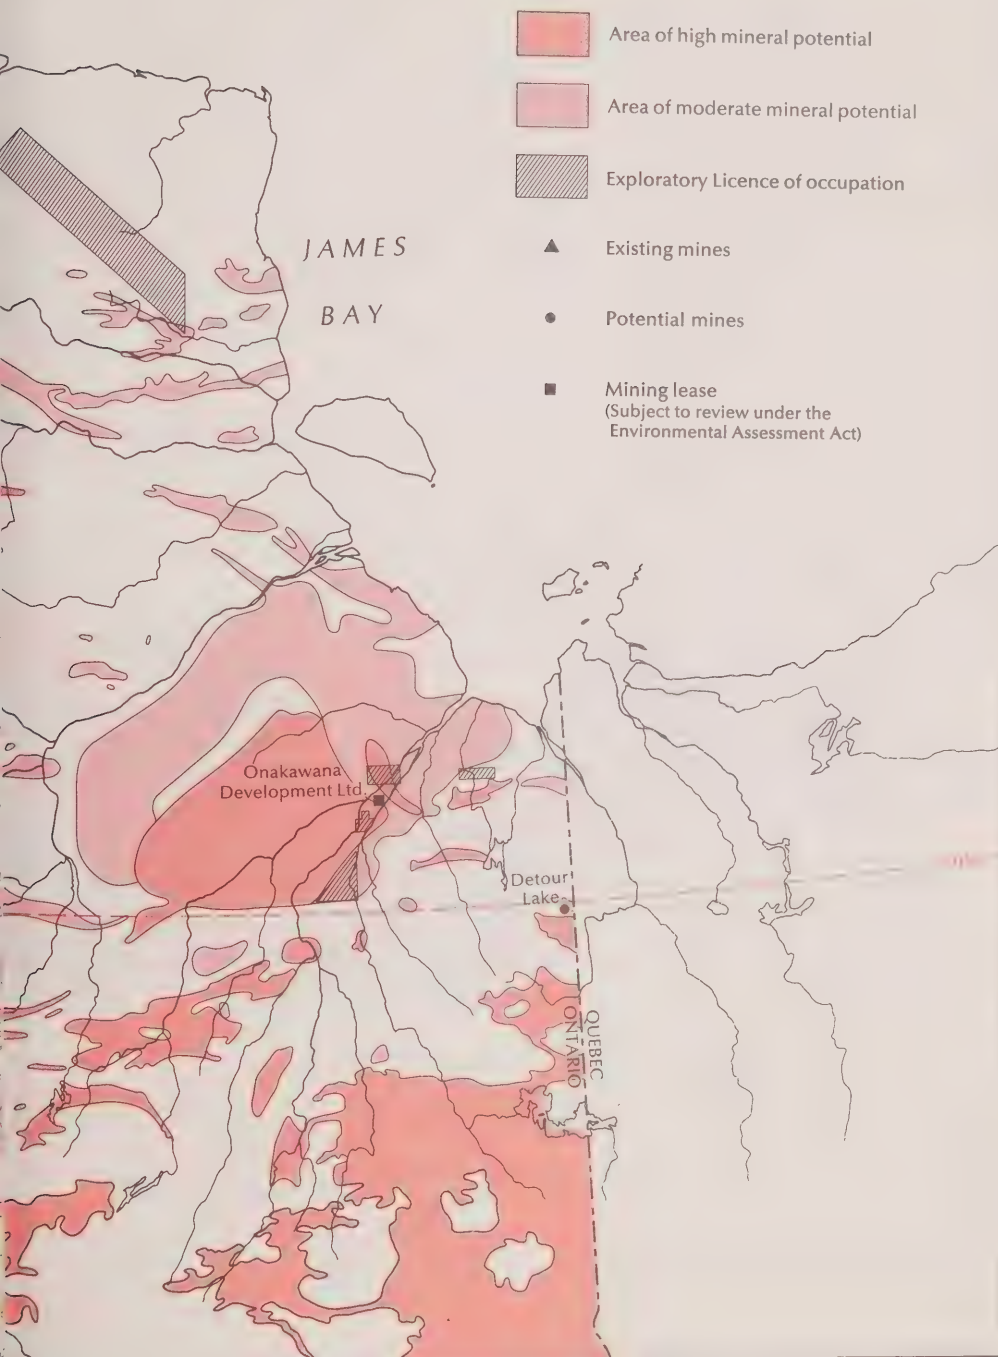 Area of high mineral potential
Area of moderate mineral potential
Exploratory Licence of occupation
Existing mines
Potential mines
Mining lease
(Subject to review under the
Environmental Assessment Act)
JAMES
BAY
Onakawana
Development Ltd.
Detour
Lake
QUEBEC
ONTARIO